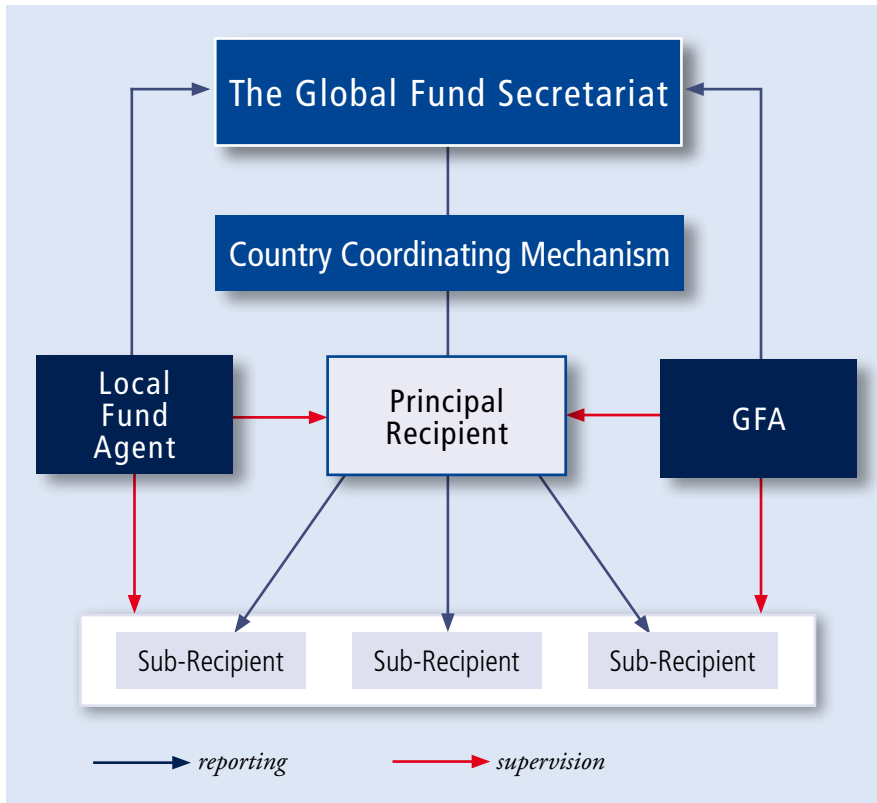 The Global Fund Secretariat
Country Coordinating Mechanism
Local
Fund
Agent
Principal
Recipient
GFA
Sub-Recipient
Sub-Recipient
Sub-Recipient
reporting
supervision